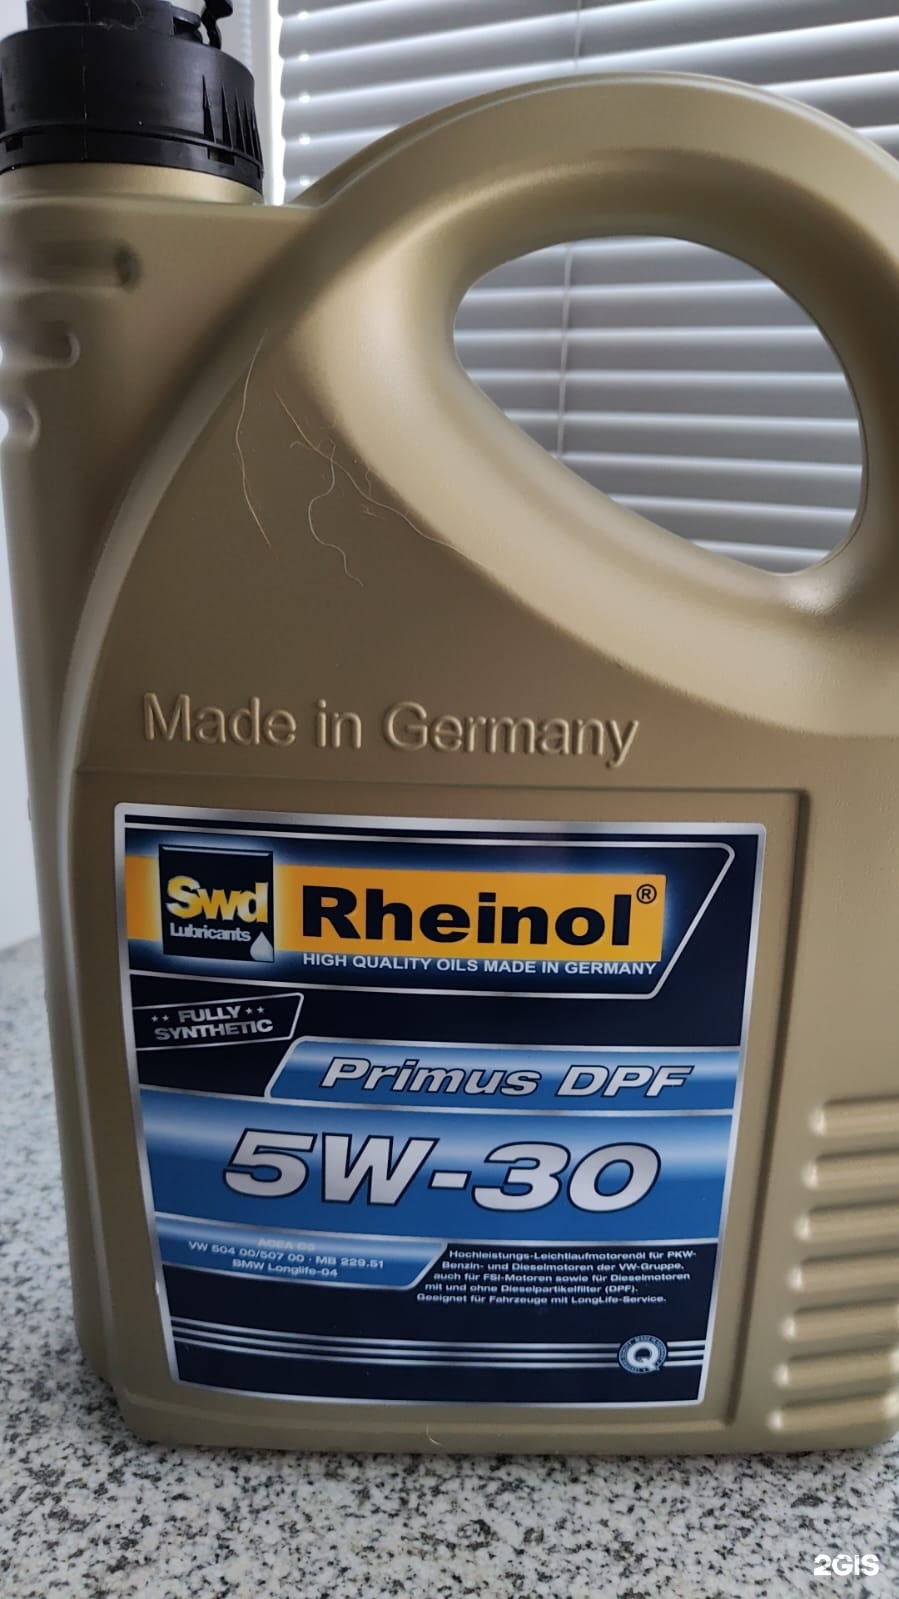 Made in Germany
Swd
Lubricants
Rheinol®
HIGH QUALITY OILS MADE IN GERMANY
** FULLY **
SYNTHETIC
Primus DPF
5W-30
ACEA C3
VW 504 00/507 00 · MB 229.51
BMW Longlife-04
Hochleistungs-Leichtlaufmotorenöl für PKW-
Benzin- und Dieselmotoren der VW-Gruppe,
auch für FSI-Motoren sowie für Dieselmotoren
mit und ohne Dieselpartikelfilter (DPF).
Geeignet für Fahrzeuge mit LongLife-Service.
Q
2GIS